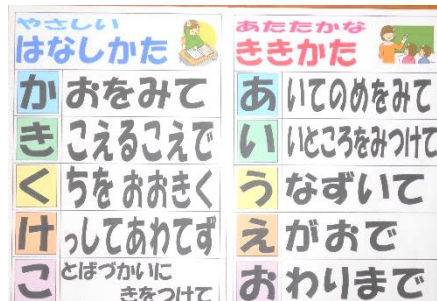 やさしい
はなしかた
かおをみて
きこえるこえで
くちをおおきく
けっしてあわてず
ことばづかいに
きをつけて
あたたかな
ききかた
あいてのめをみて
いいところをみつけて
うなずいて
えがおで
おわりまで